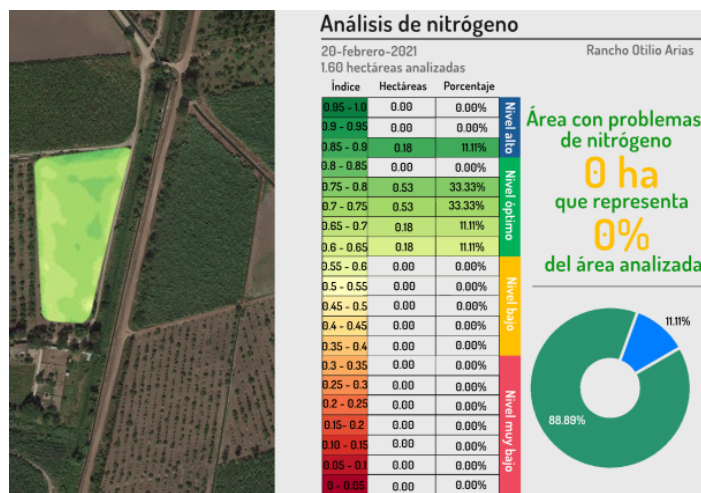 Análisis de nitrógeno
20-febrero-2021 Rancho Otilio Arias
1.60 hectáreas analizadas
Índice Hectáreas Porcentaje
0.95 - 1.0 0.00 0.00%
0.9 - 0.95 0.00 0.00%
0.85 - 0.9 0.18 11.11%
Nivel alto
0.8 - 0.85 0.00 0.00%
0.75 - 0.8 0.53 33.33%
0.7 - 0.75 0.53 33.33%
0.65 - 0.7 0.18 11.11%
0.6 - 0.65 0.18 11.11%
Nivel óptimo
0.55 - 0.6 0.00 0.00%
0.5 - 0.55 0.00 0.00%
0.45 - 0.5 0.00 0.00%
0.4 - 0.45 0.00 0.00%
0.35 - 0.4 0.00 0.00%
Nivel bajo
0.3 - 0.35 0.00 0.00%
0.25 - 0.3 0.00 0.00%
0.2 - 0.25 0.00 0.00%
0.15- 0.2 0.00 0.00%
0.10 - 0.15 0.00 0.00%
0.05 - 0.1 0.00 0.00%
0 - 0.05 0.00 0.00%
Nivel muy bajo
Área con problemas
de nitrógeno
0 ha
que representa
0%
del área analizada
11.11%
88.89%